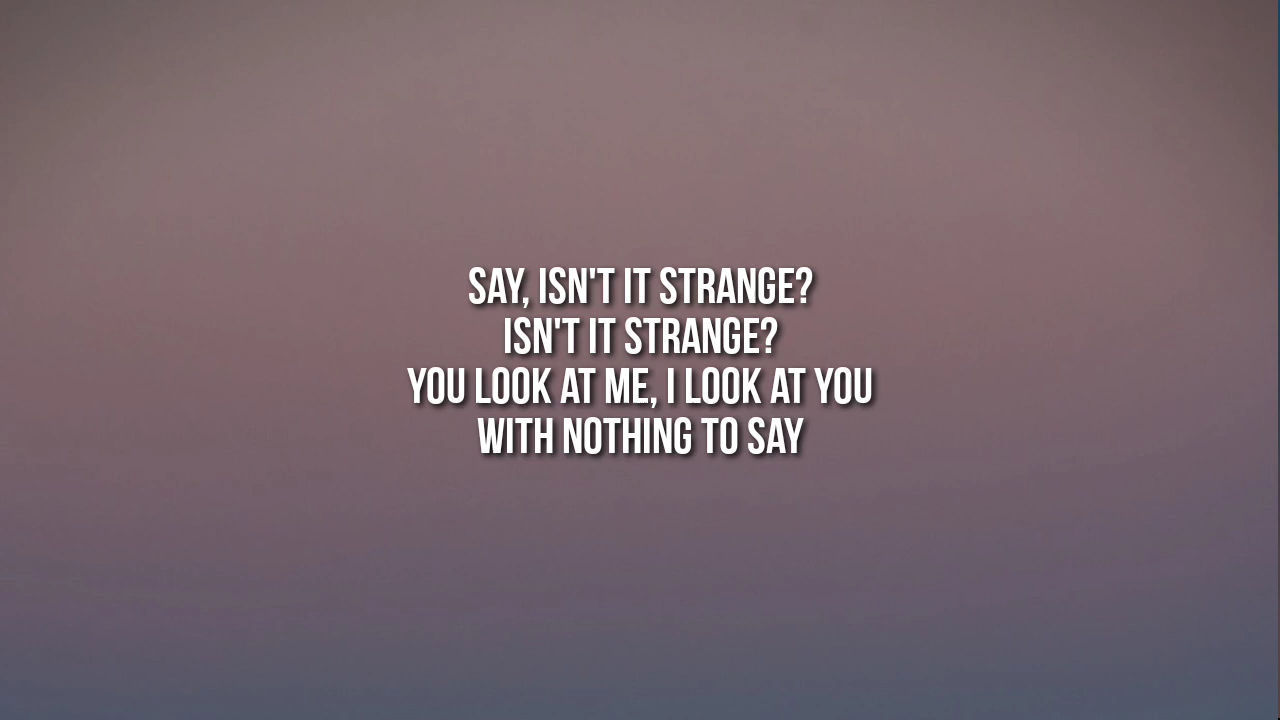 SAY, ISN'T IT STRANGE?
ISN'T IT STRANGE?
YOU LOOK AT ME, I LOOK AT YOU
WITH NOTHING TO SAY